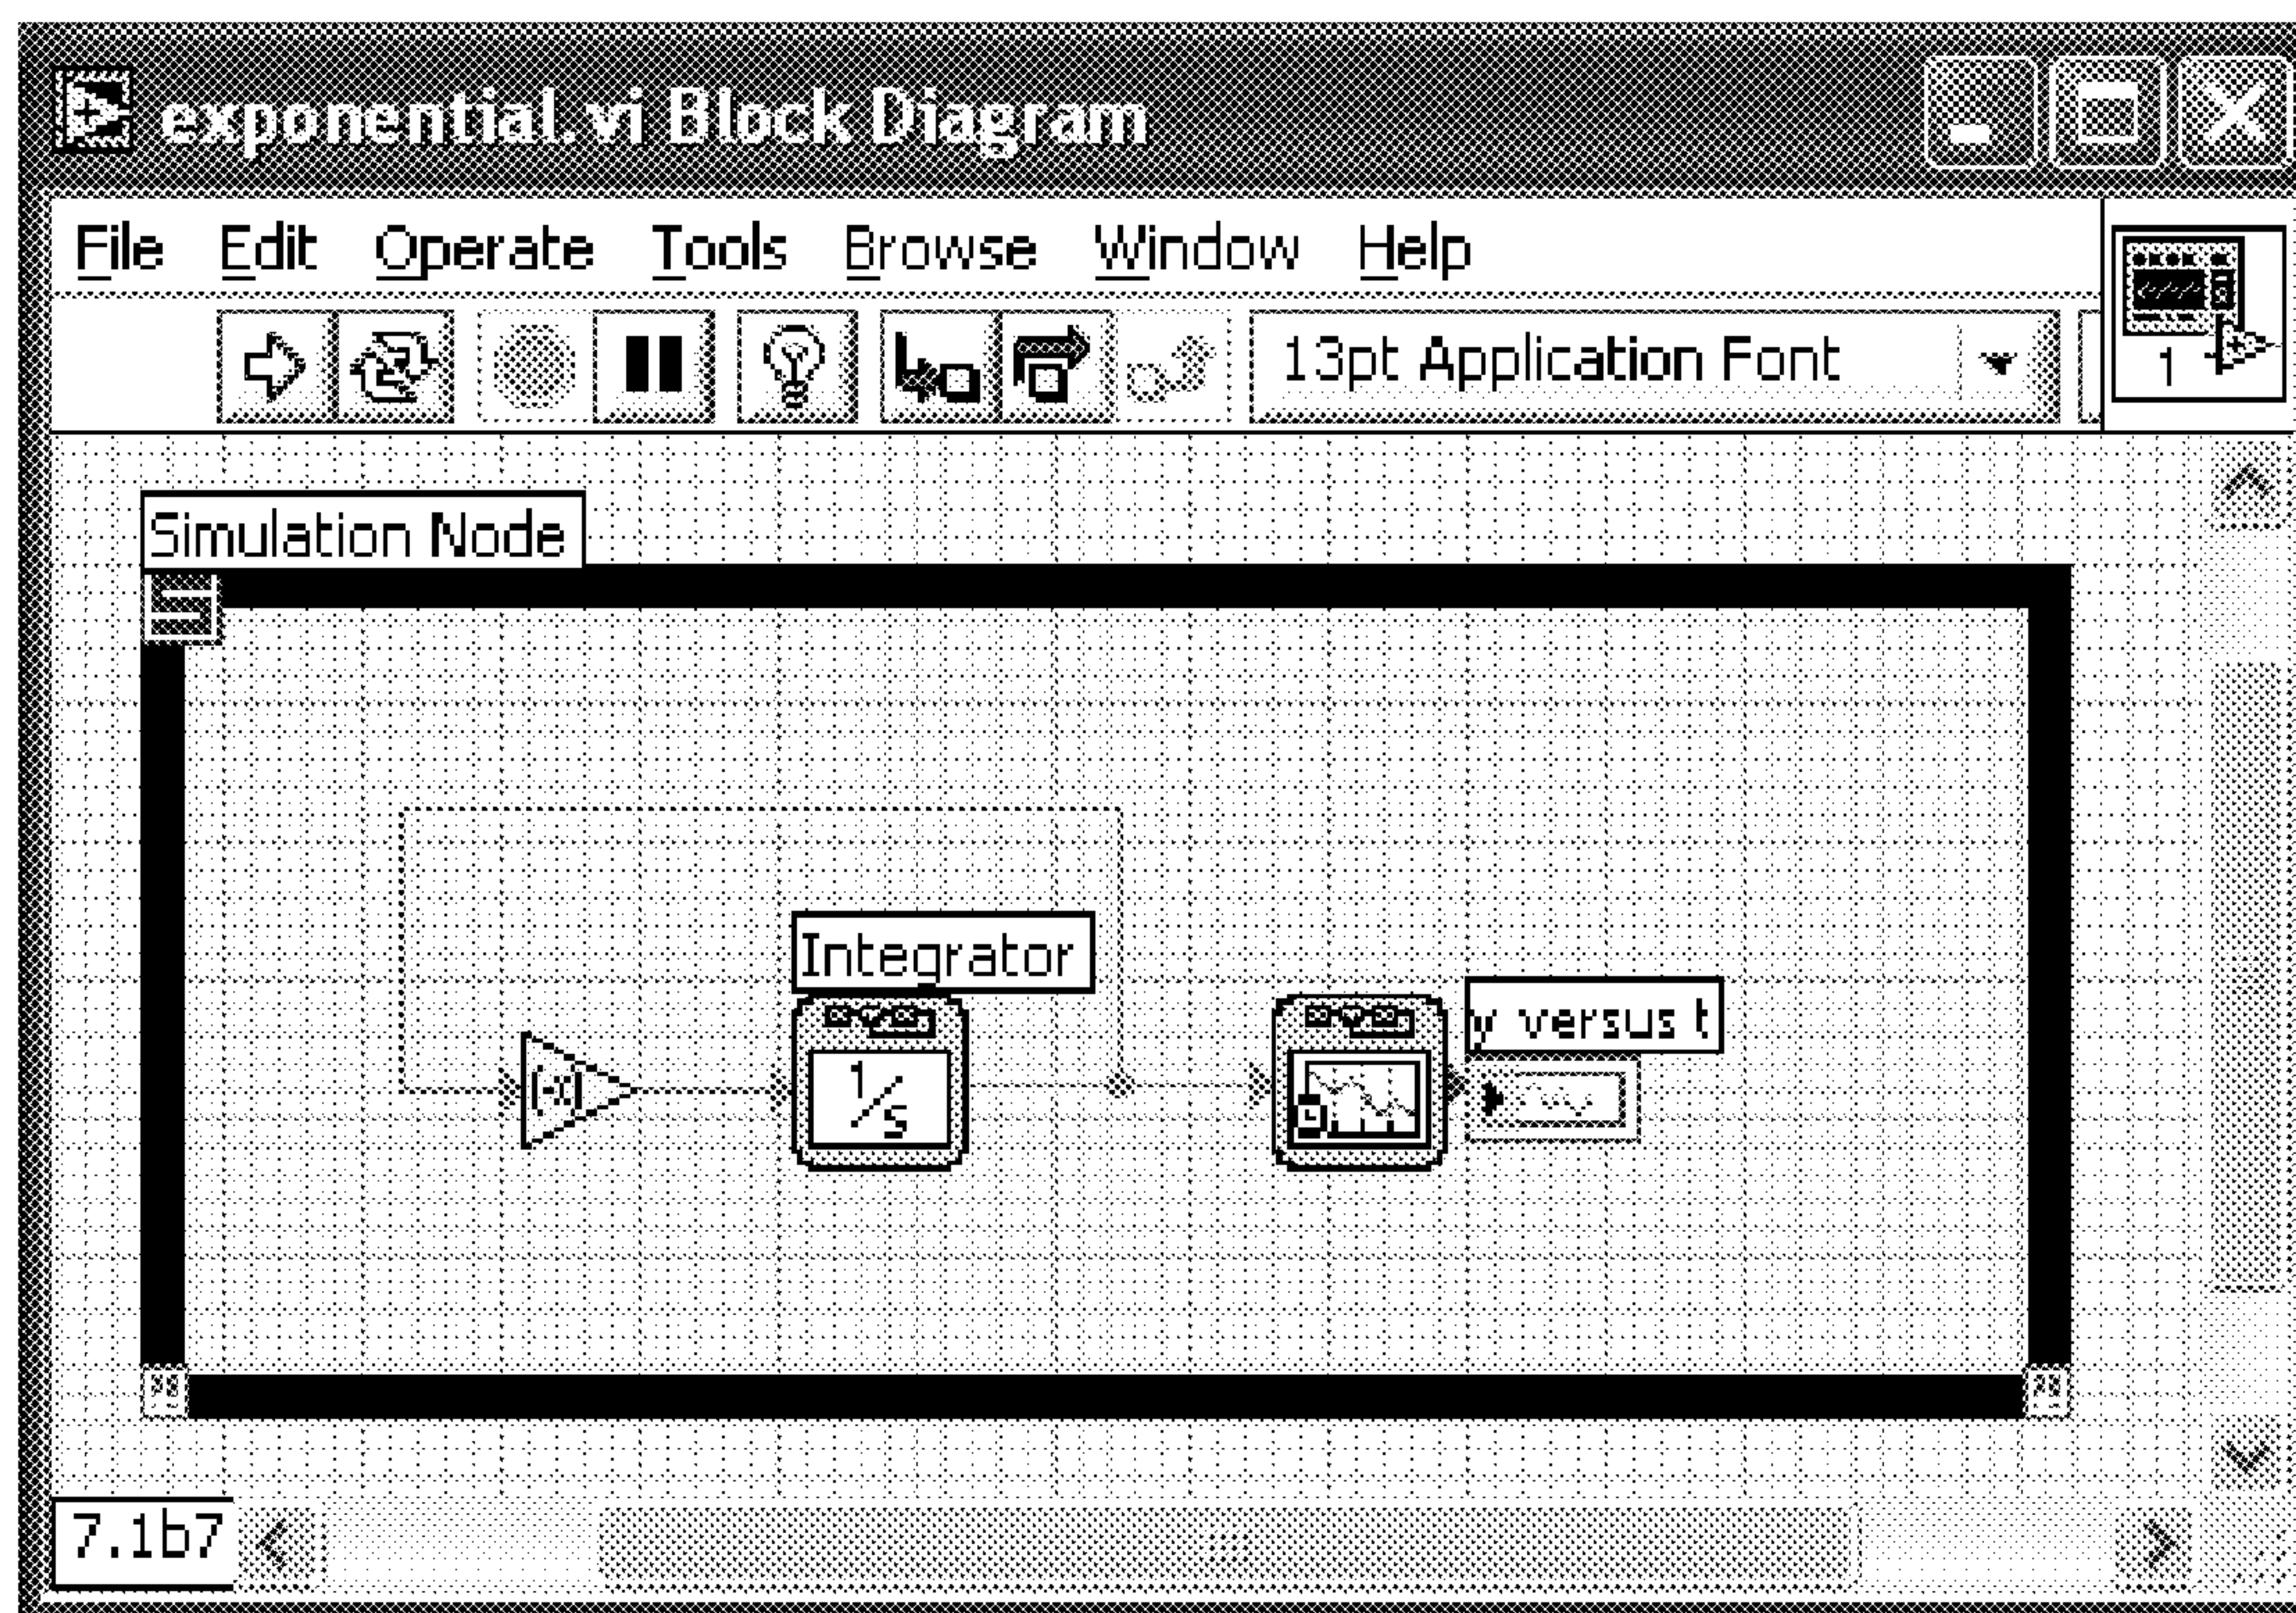 exponential.vi Block Diagram
File Edit Operate Tools Browse Window Help
13pt Application Font
1
Simulation Node
Integrator
y versus t
1/s
7.1b7